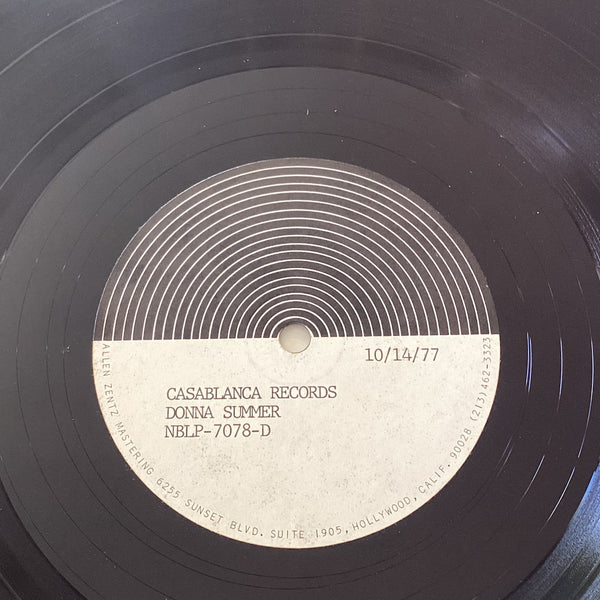 10/14/77
CASABLANCA RECORDS
DONNA SUMMER
NBLP-7078-D
ALLEN ZENTZ MASTERING 6255 SUNSET BLVD. SUITE 1905, HOLLYWOOD, CALIF. 90028 (213) 462-3323